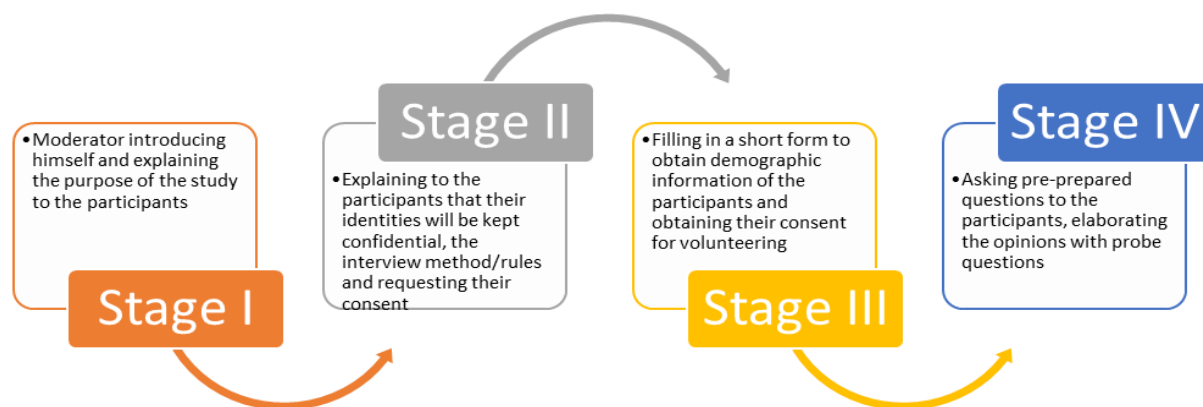 •Moderator introducing
himself and explaining
the purpose of the study
to the participants
Stage I
Stage II
•Explaining to the
participants that their
identities will be kept
confidential, the
interview method/rules
and requesting their
consent
•Filling in a short form to
obtain demographic
information of the
participants and
obtaining their consent
for volunteering
Stage III
Stage IV
•Asking pre-prepared
questions to the
participants, elaborating
the opinions with probe
questions